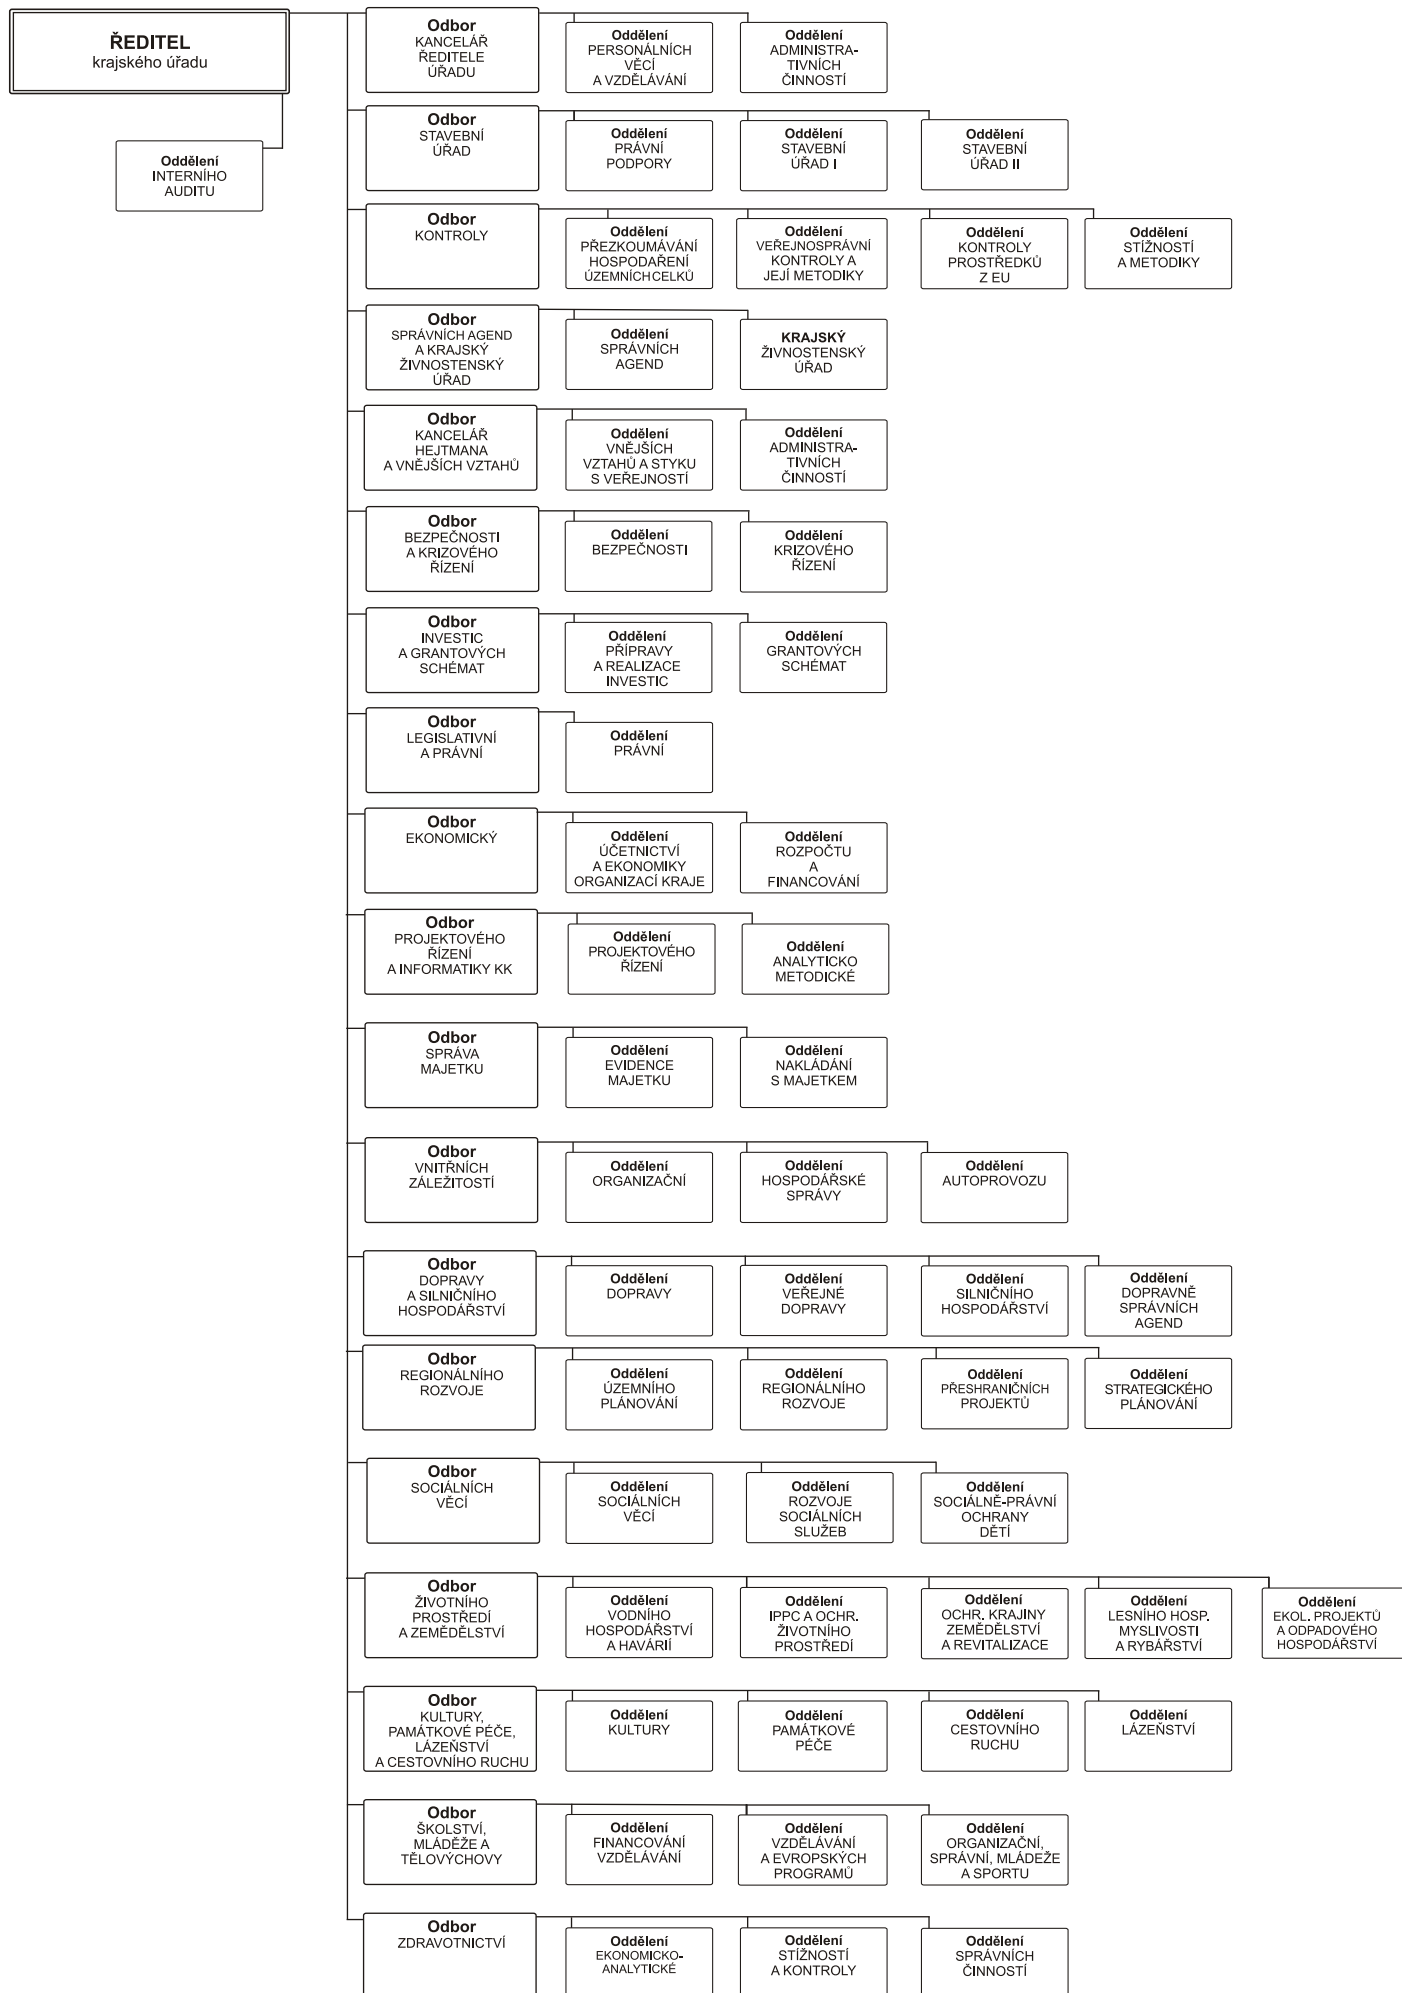 ŘEDITEL
krajského úřadu
Oddělení
INTERNÍHO
AUDITU
Odbor
KANCELÁŘ
ŘEDITELE
ÚŘADU
Oddělení
PERSONÁLNÍCH
VĚCÍ
A VZDĚLÁVÁNÍ
Oddělení
ADMINISTRA-
TIVNÍCH
ČINNOSTÍ
Odbor
STAVEBNÍ
ÚŘAD
Oddělení
PRÁVNÍ
PODPORY
Oddělení
STAVEBNÍ
ÚŘAD I
Oddělení
STAVEBNÍ
ÚŘAD II
Odbor
KONTROLY
Oddělení
PŘEZKOUMÁVÁNÍ
HOSPODAŘENÍ
ÚZEMNÍCH CELKŮ
Oddělení
VEŘEJNOSPRÁVNÍ
KONTROLY A
JEJÍ METODIKY
Oddělení
KONTROLY
PROSTŘEDKŮ
Z EU
Oddělení
STÍŽNOSTÍ
A METODIKY
Odbor
SPRÁVNÍCH AGEND
A KRAJSKÝ
ŽIVNOSTENSKÝ
ÚŘAD
Oddělení
SPRÁVNÍCH
AGEND
KRAJSKÝ
ŽIVNOSTENSKÝ
ÚŘAD
Odbor
KANCELÁŘ
HEJTMANA
A VNĚJŠÍCH VZTAHŮ
Oddělení
VNĚJŠÍCH
VZTAHŮ A STYKU
S VEŘEJNOSTÍ
Oddělení
ADMINISTRA-
TIVNÍCH
ČINNOSTÍ
Odbor
BEZPEČNOSTI
A KRIZOVÉHO
ŘÍZENÍ
Oddělení
BEZPEČNOSTI
Oddělení
KRIZOVÉHO
ŘÍZENÍ
Odbor
INVESTIC
A GRANTOVÝCH
SCHÉMAT
Oddělení
PŘÍPRAVY
A REALIZACE
INVESTIC
Oddělení
GRANTOVÝCH
SCHÉMAT
Odbor
LEGISLATIVNÍ
A PRÁVNÍ
Oddělení
PRÁVNÍ
Odbor
EKONOMICKÝ
Oddělení
ÚČETNICTVÍ
A EKONOMIKY
ORGANIZACÍ KRAJE
Oddělení
ROZPOČTU
A
FINANCOVÁNÍ
Odbor
PROJEKTOVÉHO
ŘÍZENÍ
A INFORMATIKY KK
Oddělení
PROJEKTOVÉHO
ŘÍZENÍ
Oddělení
ANALYTICKO
METODICKÉ
Odbor
SPRÁVA
MAJETKU
Oddělení
EVIDENCE
MAJETKU
Oddělení
NAKLÁDÁNÍ
S MAJETKEM
Odbor
VNITŘNÍCH
ZÁLEŽITOSTÍ
Oddělení
ORGANIZAČNÍ
Oddělení
HOSPODÁŘSKÉ
SPRÁVY
Oddělení
AUTOPROVOZU
Odbor
DOPRAVY
A SILNIČNÍHO
HOSPODÁŘSTVÍ
Oddělení
DOPRAVY
Oddělení
VEŘEJNÉ
DOPRAVY
Oddělení
SILNIČNÍHO
HOSPODÁŘSTVÍ
Oddělení
DOPRAVNĚ
SPRÁVNÍCH
AGEND
Odbor
REGIONÁLNÍHO
ROZVOJE
Oddělení
ÚZEMNÍHO
PLÁNOVÁNÍ
Oddělení
REGIONÁLNÍHO
ROZVOJE
Oddělení
PŘESHRANIČNÍCH
PROJEKTŮ
Oddělení
STRATEGICKÉHO
PLÁNOVÁNÍ
Odbor
SOCIÁLNÍCH
VĚCÍ
Oddělení
SOCIÁLNÍCH
VĚCÍ
Oddělení
ROZVOJE
SOCIÁLNÍCH
SLUŽEB
Oddělení
SOCIÁLNĚ-PRÁVNÍ
OCHRANY
DĚTÍ
Odbor
ŽIVOTNÍHO
PROSTŘEDÍ
A ZEMĚDĚLSTVÍ
Oddělení
VODNÍHO
HOSPODÁŘSTVÍ
A HAVÁRIÍ
Oddělení
IPPC A OCHR.
ŽIVOTNÍHO
PROSTŘEDÍ
Oddělení
OCHR. KRAJINY
ZEMĚDĚLSTVÍ
A REVITALIZACE
Oddělení
LESNÍHO HOSP.
MYSLIVOSTI
A RYBÁŘSTVÍ
Oddělení
EKOL. PROJEKTŮ
A ODPADOVÉHO
HOSPODÁŘSTVÍ
Odbor
KULTURY,
PAMÁTKOVÉ PÉČE,
LÁZEŇSTVÍ
A CESTOVNÍHO RUCHU
Oddělení
KULTURY
Oddělení
PAMÁTKOVÉ
PÉČE
Oddělení
CESTOVNÍHO
RUCHU
Oddělení
LÁZEŇSTVÍ
Odbor
ŠKOLSTVÍ,
MLÁDĚŽE A
TĚLOVÝCHOVY
Oddělení
FINANCOVÁNÍ
VZDĚLÁVÁNÍ
Oddělení
VZDĚLÁVÁNÍ
A EVROPSKÝCH
PROGRAMŮ
Oddělení
ORGANIZAČNÍ,
SPRÁVNÍ, MLÁDEŽE
A SPORTU
Odbor
ZDRAVOTNICTVÍ
Oddělení
EKONOMICKO-
ANALYTICKÉ
Oddělení
STÍŽNOSTÍ
A KONTROLY
Oddělení
SPRÁVNÍCH
ČINNOSTÍ